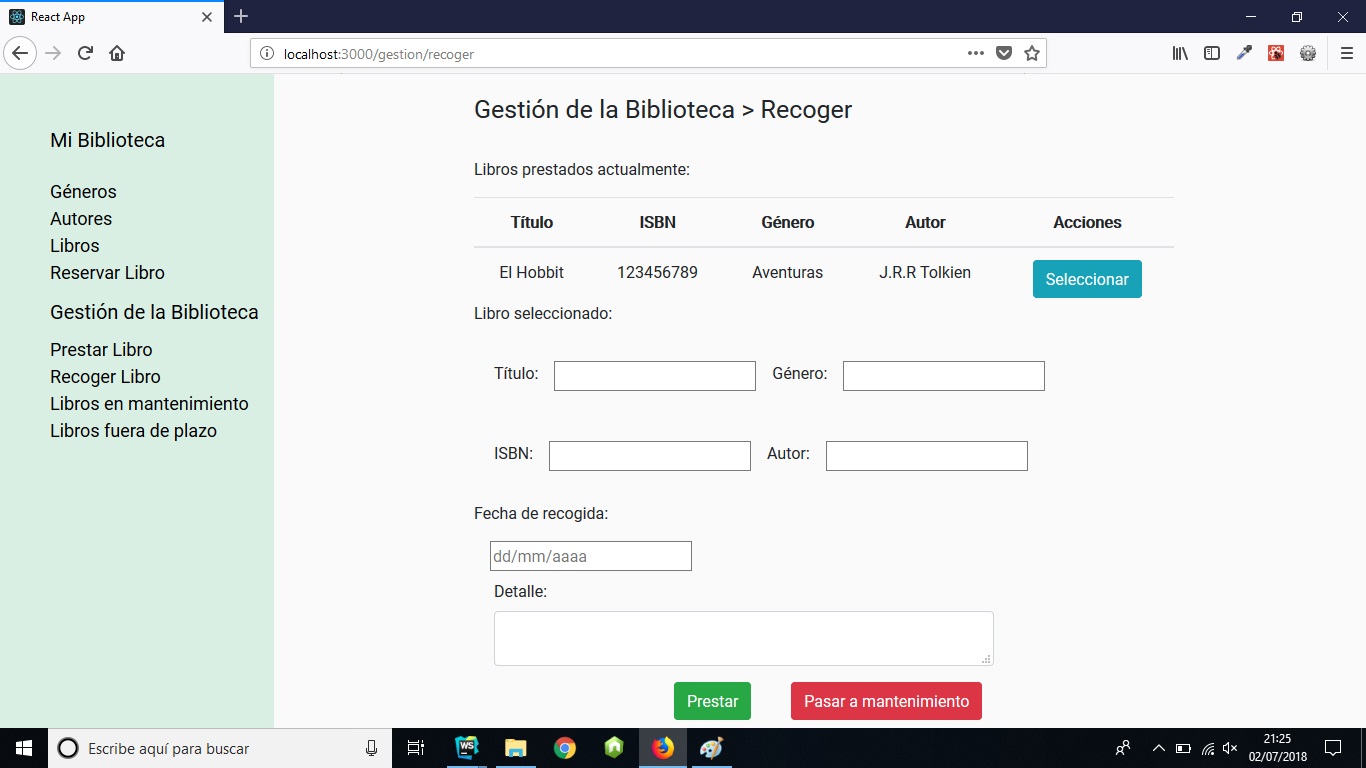 React App
localhost:3000/gestion/recoger
Mi Biblioteca
Géneros
Autores
Libros
Reservar Libro
Gestión de la Biblioteca
Prestar Libro
Recoger Libro
Libros en mantenimiento
Libros fuera de plazo
Gestión de la Biblioteca > Recoger
Libros prestados actualmente:
Título ISBN Género Autor Acciones
El Hobbit 123456789 Aventuras J.R.R Tolkien Seleccionar
Libro seleccionado:
Título: Género:
ISBN: Autor:
Fecha de recogida:
dd/mm/aaaa
Detalle:
Prestar Pasar a mantenimiento
Escribe aquí para buscar
WS
21:25
02/07/2018